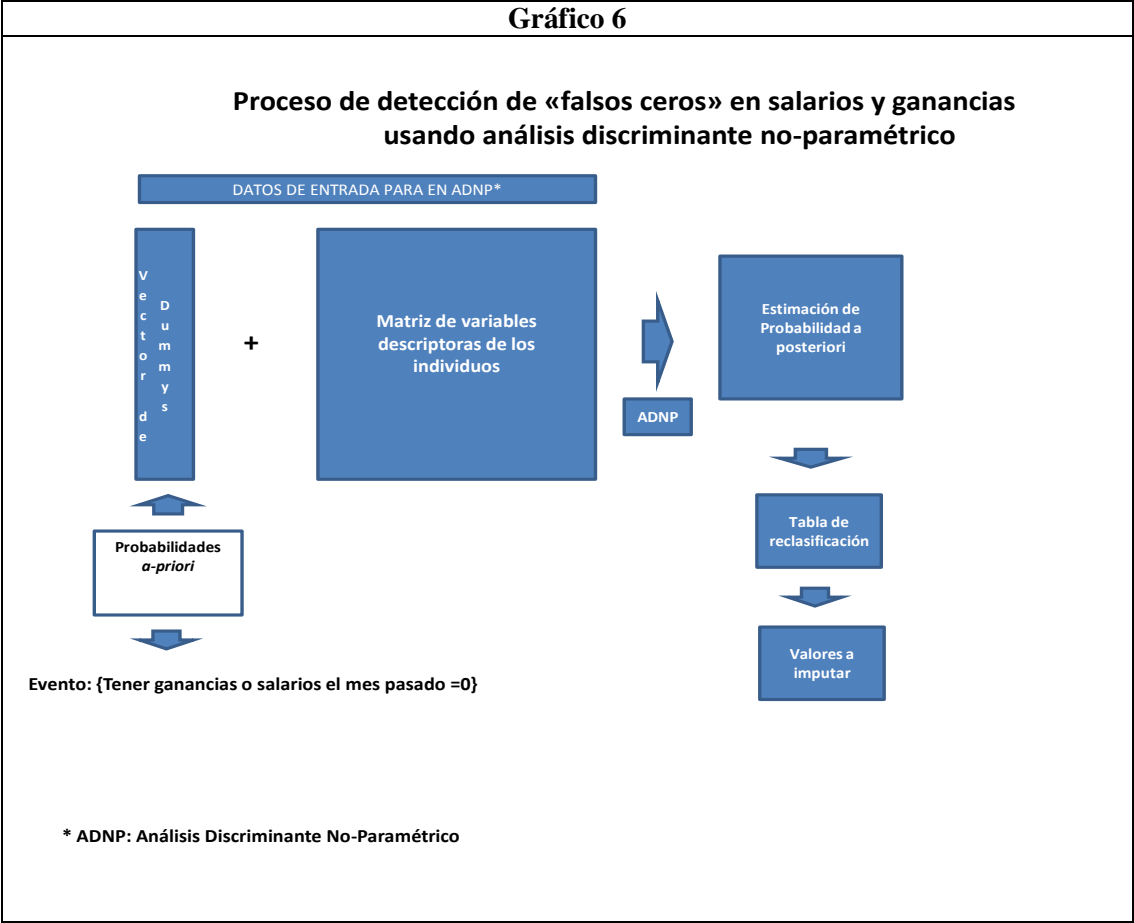 Gráfico 6
Proceso de detección de «falsos ceros» en salarios y ganancias
usando análisis discriminante no-paramétrico
DATOS DE ENTRADA PARA EN ADNP*
Vector de
Dummys
+
Matriz de variables
descriptoras de los
individuos
ADNP
Estimación de
Probabilidad a
posteriori
Tabla de
reclasificación
Valores a
imputar
Probabilidades
a-priori
Evento: {Tener ganancias o salarios el mes pasado =0}
* ADNP: Análisis Discriminante No-Paramétrico